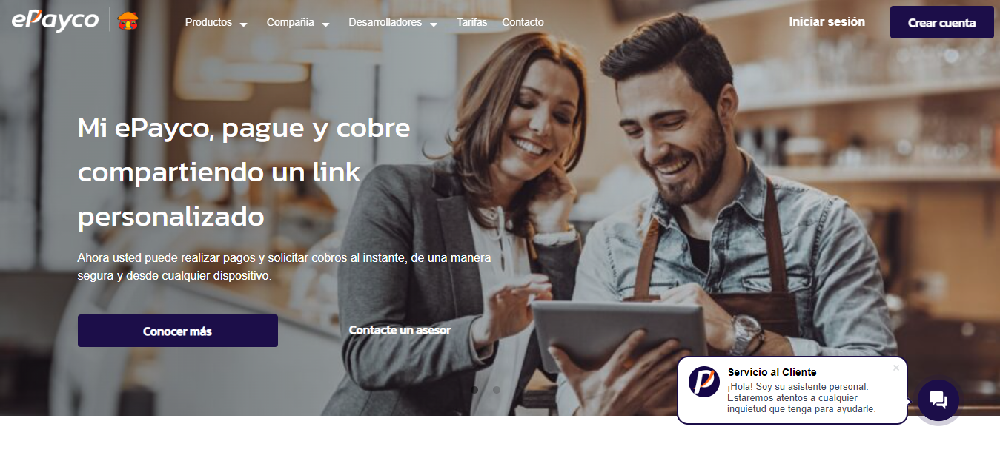 ePayco
Productos
Compañia
Desarrolladores
Tarifas
Contacto
Iniciar sesión
Crear cuenta
Mi ePayco, pague y cobre
compartiendo un link
personalizado
Ahora usted puede realizar pagos y solicitar cobros al instante, de una manera
segura y desde cualquier dispositivo.
Conocer más
Contacte un asesor
Servicio al Cliente
¡Hola! Soy su asistente personal.
Estaremos atentos a cualquier
inquietud que tenga para ayudarle.